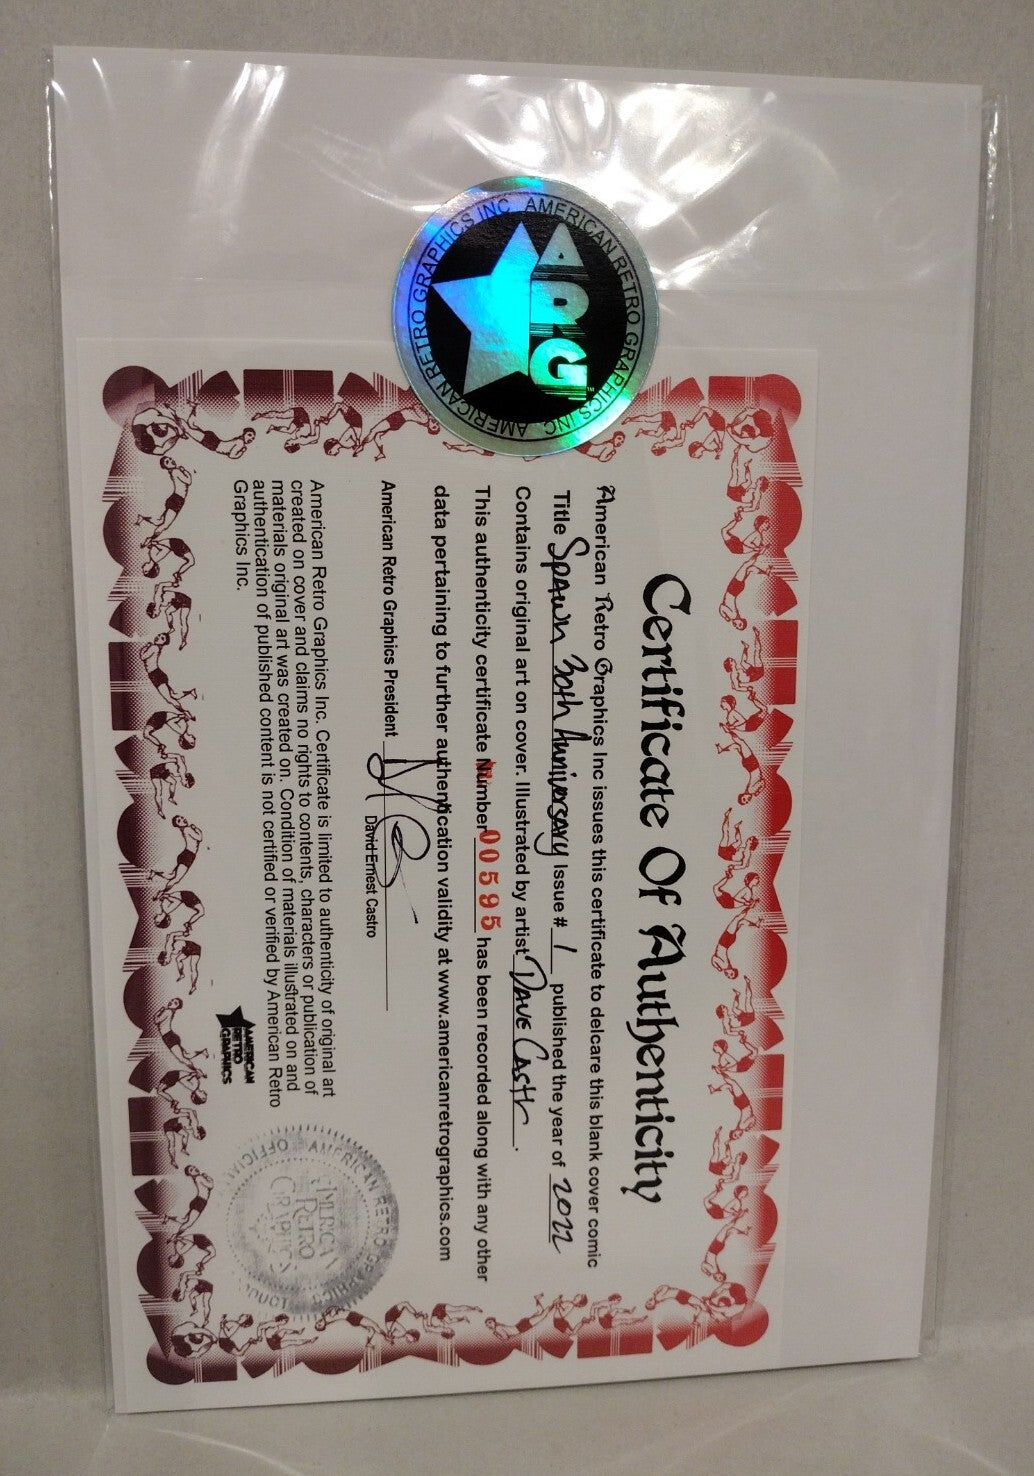 AMERICAN RETRO GRAPHICS INC AMERICAN RETRO GRAPHICS INC
ARG
Certificate Of Authenticity
American Retro Graphics Inc issues this certificate to delcare this blank cover comic
Title Spawn 30th Anniversary Issue # 1 published the year of 2022
Contains original art on cover. Illustrated by artist Dave Castr.
This authenticity certificate Number 00595 has been recorded along with any other
data pertaining to further authentication validity at www.americanretrographics.com
American Retro Graphics President
David Ernest Castro
American Retro Graphics Inc. Certificate is limited to authenticity of original art
created on cover and claims no rights to contents, characters or publication of
materials original art was created on. Condition of materials illustrated on and
authentication of published content is not certified or verified by American Retro
Graphics Inc.
AMERICAN
RETRO
GRAPHICS
AMERICAN RETRO GRAPHICS
OFFICIAL PRODUCT
AMERICAN
RETRO
GRAPHICS